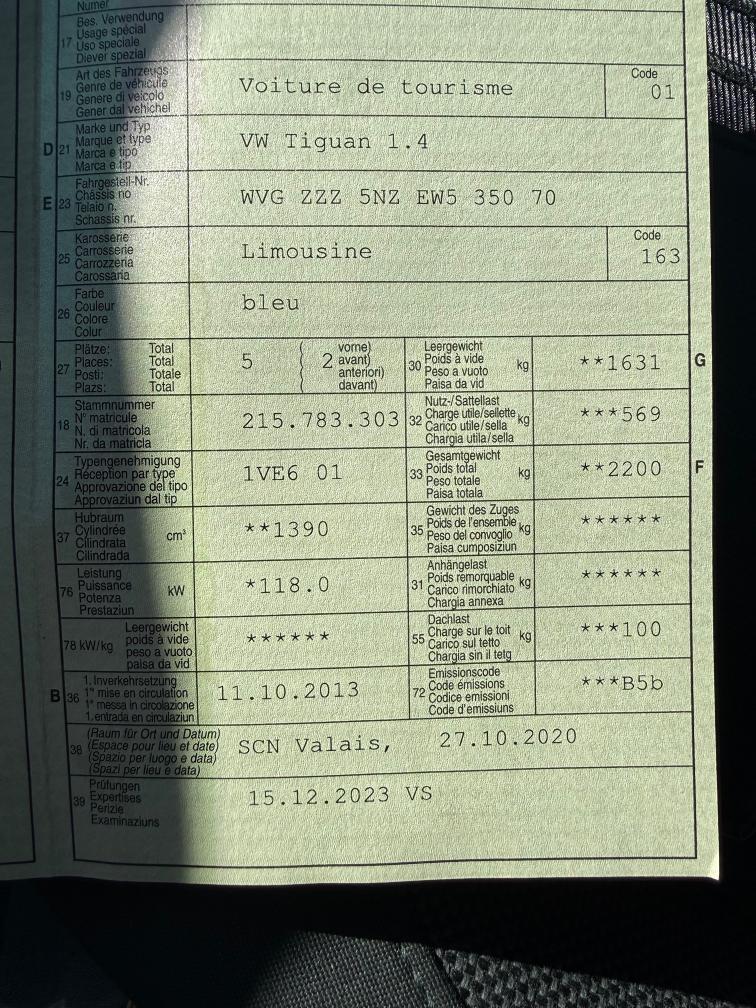 Numer
17 Bes. Verwendung
Usage spécial
Uso speciale
Diever spezial
19 Art des Fahrzeugs
Genre de véhicule
Genere di veicolo
Gener dal vehichel
Voiture de tourisme
Code
01
D 21 Marke und Typ
Marque et type
Marca e tipo
Marca e tip
VW Tiguan 1.4
E 23 Fahrgestell-Nr.
Châssis no
Telaio n.
Schassis nr.
WVG ZZZ 5NZ EW5 350 70
25 Karosserie
Carrosserie
Carrozzeria
Carossaria
Limousine
Code
163
26 Farbe
Couleur
Colore
Colur
bleu
27 Plätze: Total
Places: Total
Posti: Totale
Plazs: Total
5
2 vorne)
avant)
anteriori)
davant)
30 Leergewicht
Poids à vide
Peso a vuoto
Paisa da vid
kg
**1631
G
18 Stammnummer
N° matricule
N. di matricola
Nr. da matricla
215.783.303
32 Nutz-/Sattellast
Charge utile/sellette
Carico utile/sella
Chargia utila/sella
kg
***569
24 Typengenehmigung
Réception par type
Approvazione del tipo
Approvaziun dal tip
1VE6 01
33 Gesamtgewicht
Poids total
Peso totale
Paisa totala
kg
**2200
F
37 Hubraum
Cylindrée
Cilindrata
Cilindrada
cm³
**1390
35 Gewicht des Zuges
Poids de l'ensemble
Peso del convoglio
Paisa cumposiziun
kg
******
76 Leistung
Puissance
Potenza
Prestaziun
kW
*118.0
31 Anhängelast
Poids remorquable
Carico rimorchiato
Chargia annexa
kg
******
78 kW/kg Leergewicht
poids à vide
peso a vuoto
paisa da vid
******
55 Dachlast
Charge sur le toit
Carico sul tetto
Chargia sin il tetg
kg
***100
B 36 1. Inverkehrsetzung
1re mise en circulation
1a messa in circolazione
1. entrada en circulaziun
11.10.2013
72 Emissionscode
Code émissions
Codice emissioni
Code d'emissiuns
***B5b
38 (Raum für Ort und Datum)
(Espace pour lieu et date)
(Spazio per luogo e data)
(Spazi per lieu e data)
SCN Valais, 27.10.2020
39 Prüfungen
Expertises
Perizie
Examinaziuns
15.12.2023 VS